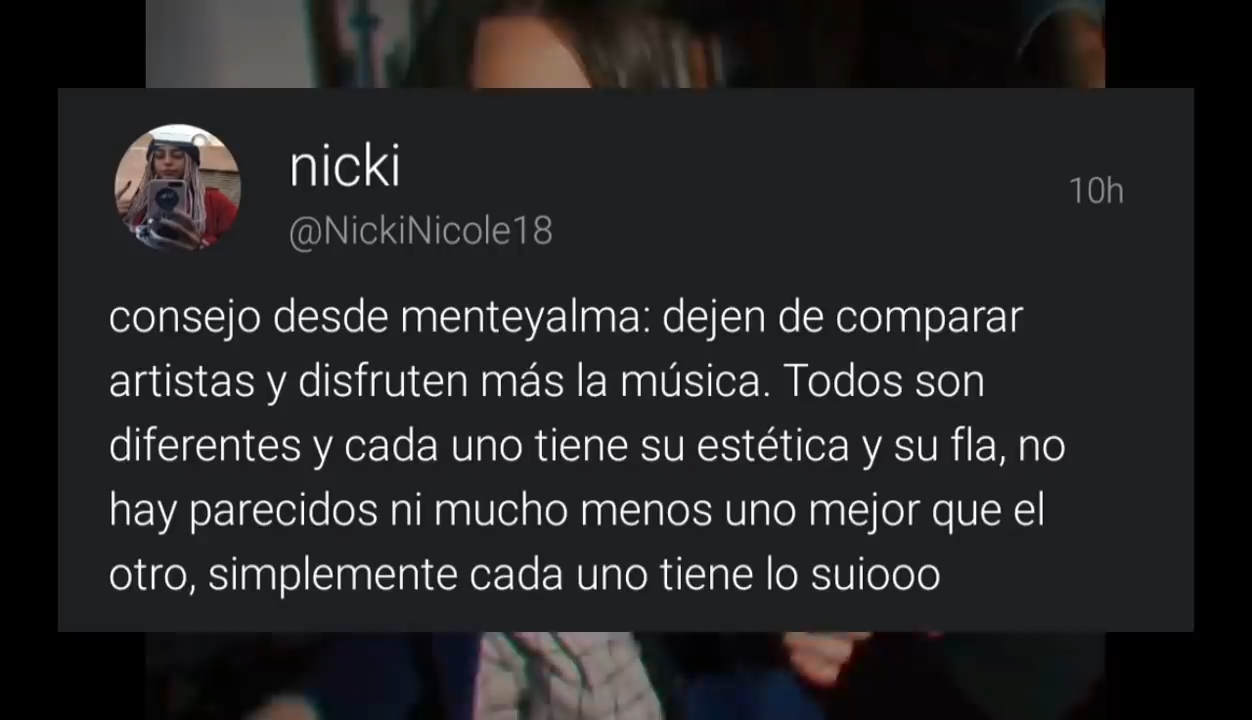 nicki
10h
@NickiNicole18
consejo desde menteyalma: dejen de comparar
artistas y disfruten más la música. Todos son
diferentes y cada uno tiene su estética y su fla, no
hay parecidos ni mucho menos uno mejor que el
otro, simplemente cada uno tiene lo suiooo